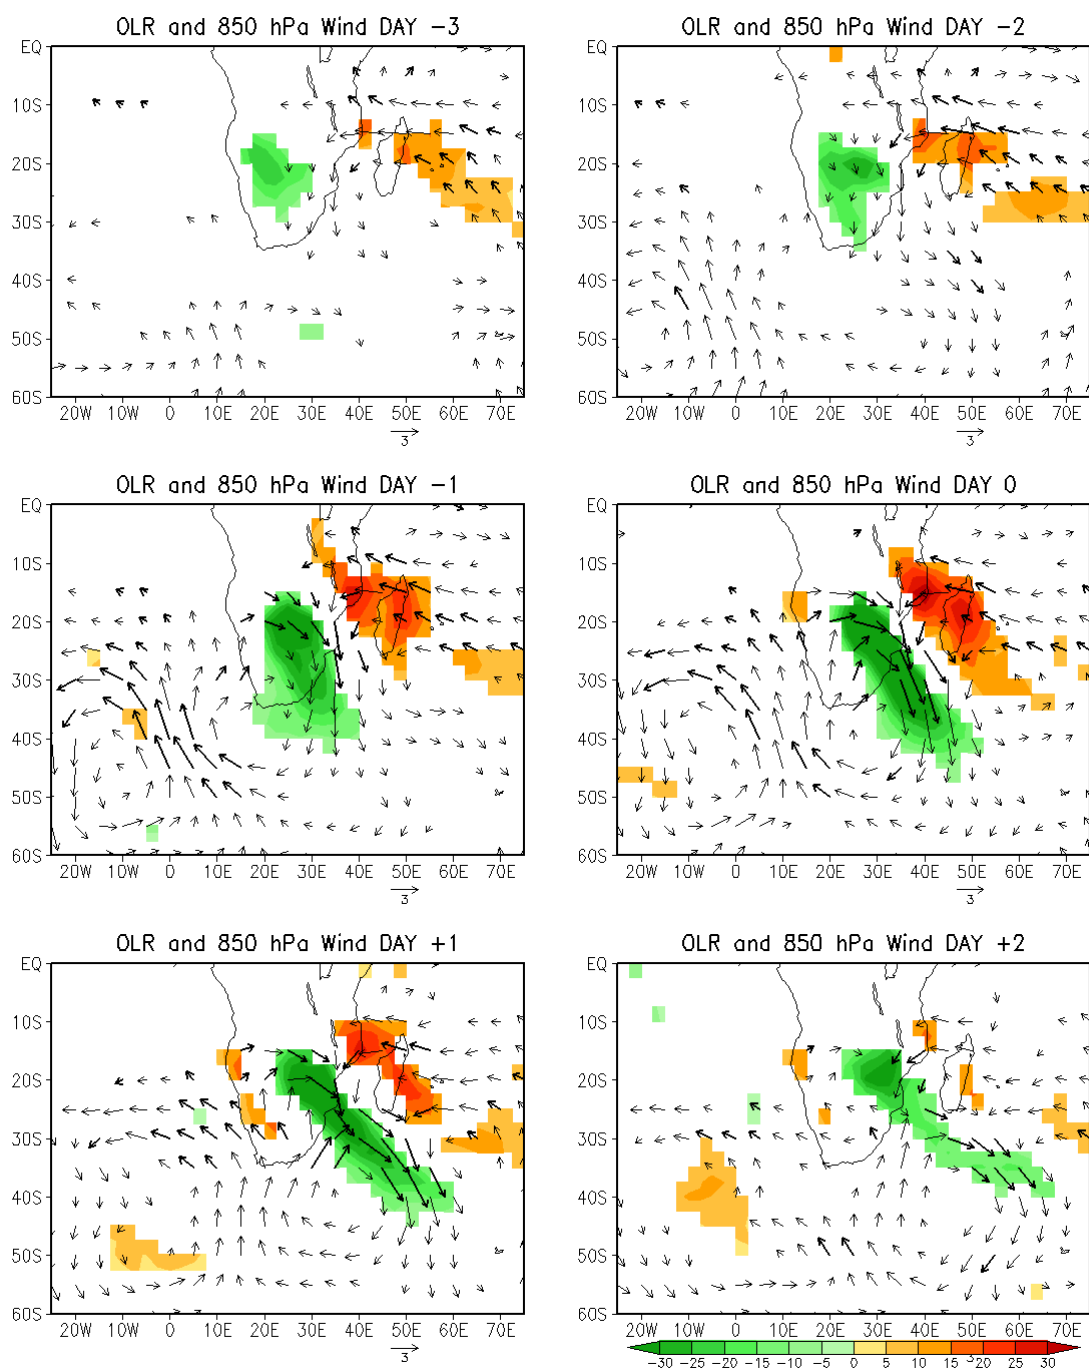 OLR and 850 hPa Wind DAY -3
EQ
10S
20S
30S
40S
50S
60S
20W 10W 0 10E 20E 30E 40E 50E 60E 70E
3
OLR and 850 hPa Wind DAY -2
EQ
10S
20S
30S
40S
50S
60S
20W 10W 0 10E 20E 30E 40E 50E 60E 70E
3
OLR and 850 hPa Wind DAY -1
EQ
10S
20S
30S
40S
50S
60S
20W 10W 0 10E 20E 30E 40E 50E 60E 70E
3
OLR and 850 hPa Wind DAY 0
EQ
10S
20S
30S
40S
50S
60S
20W 10W 0 10E 20E 30E 40E 50E 60E 70E
3
OLR and 850 hPa Wind DAY +1
EQ
10S
20S
30S
40S
50S
60S
20W 10W 0 10E 20E 30E 40E 50E 60E 70E
3
OLR and 850 hPa Wind DAY +2
EQ
10S
20S
30S
40S
50S
60S
20W 10W 0 10E 20E 30E 40E 50E 60E 70E
3
-30 -25 -20 -15 -10 -5 0 5 10 15 20 25 30